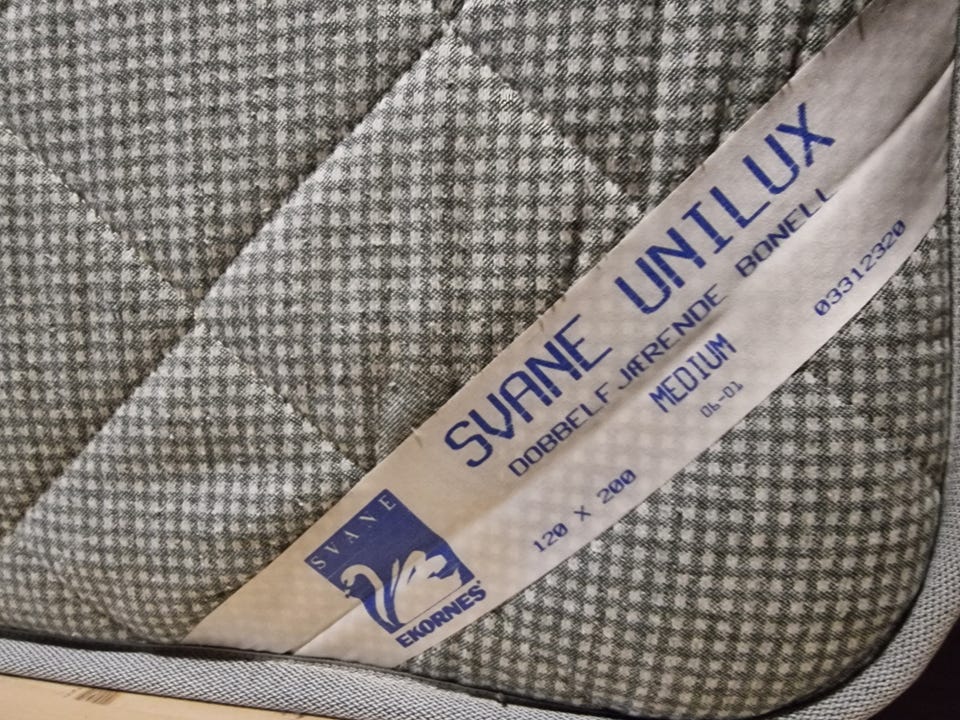 SVANE UNILUX
DOBBELFJÆRENDE BONELL
MEDIUM
03312320
06-01
120 X 200
SVANE
EKORNES